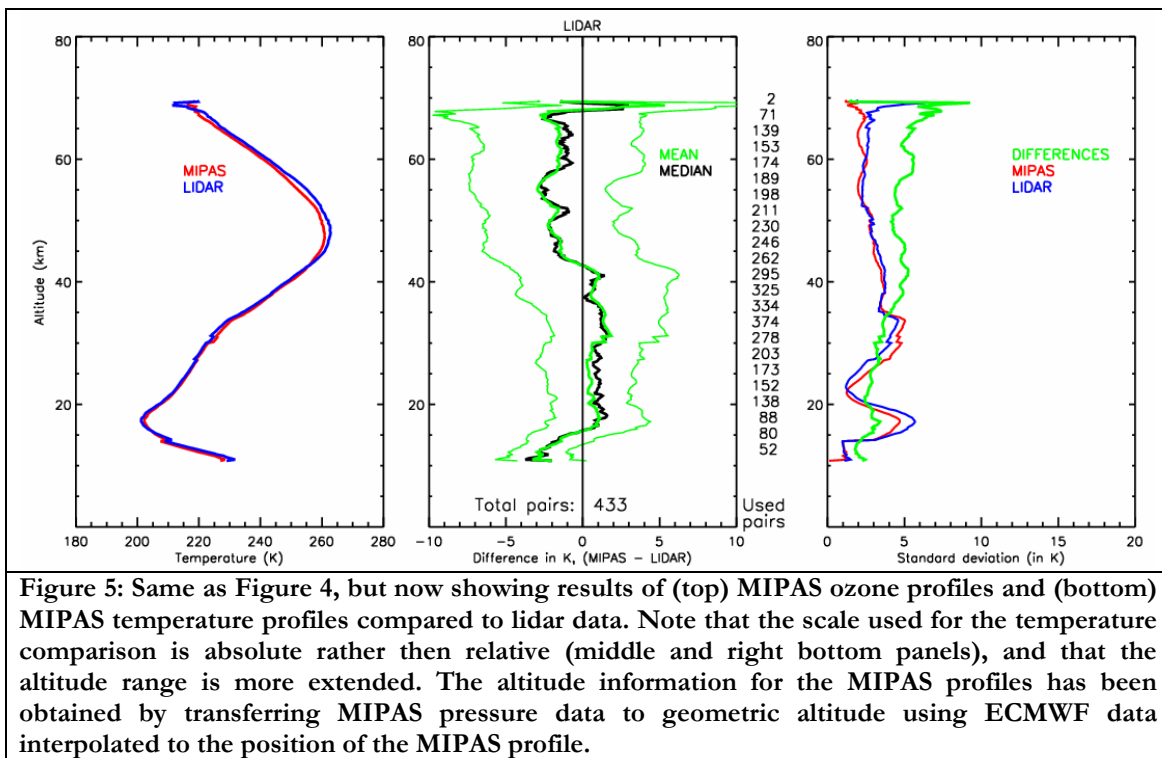 LIDAR
80
60
40
20
Altitude (km)
MIPAS
LIDAR
180 200 220 240 260 280
Temperature (K)
MEAN
MEDIAN
Total pairs: 433
-10 -5 0 5 10
Difference in K, (MIPAS - LIDAR)
2
71
139
153
174
189
198
211
230
246
262
295
325
334
374
278
203
173
152
138
88
80
52
Used
pairs
80
60
40
20
DIFFERENCES
MIPAS
LIDAR
0 5 10 15 20
Standard deviation (in K)
80
60
40
20
Figure 5: Same as Figure 4, but now showing results of (top) MIPAS ozone profiles and (bottom)
MIPAS temperature profiles compared to lidar data. Note that the scale used for the temperature
comparison is absolute rather then relative (middle and right bottom panels), and that the
altitude range is more extended. The altitude information for the MIPAS profiles has been
obtained by transferring MIPAS pressure data to geometric altitude using ECMWF data
interpolated to the position of the MIPAS profile.